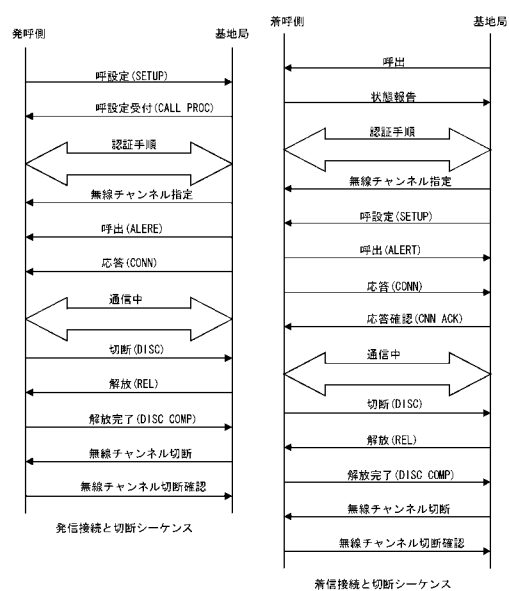 発呼側
基地局
呼設定(SETUP)
呼設定受付(CALL PROC)
認証手順
無線チャンネル指定
呼出(ALERE)
応答(CONN)
通信中
切断(DISC)
解放(REL)
解放完了(DISC COMP)
無線チャンネル切断
無線チャンネル切断確認
発信接続と切断シーケンス
着呼側
基地局
呼出
状態報告
認証手順
無線チャンネル指定
呼設定(SETUP)
呼出(ALERT)
応答(CONN)
応答確認(CNN ACK)
通信中
切断(DISC)
解放(REL)
解放完了(DISC COMP)
無線チャンネル切断
無線チャンネル切断確認
着信接続と切断シーケンス